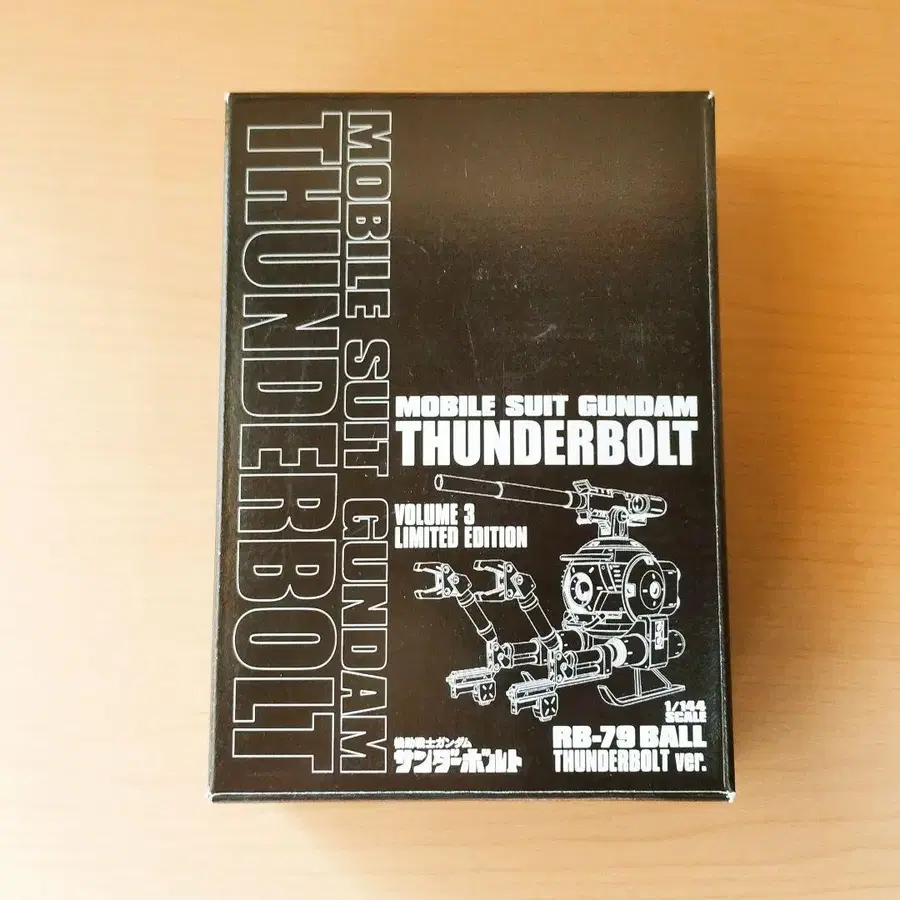 MOBILE SUIT GUNDAM
THUNDERBOLT
MOBILE SUIT GUNDAM
THUNDERBOLT
VOLUME 3
LIMITED EDITION
1/144
SCALE
RB-79 BALL
THUNDERBOLT ver.
機動戦士ガンダム
サンダーボルト